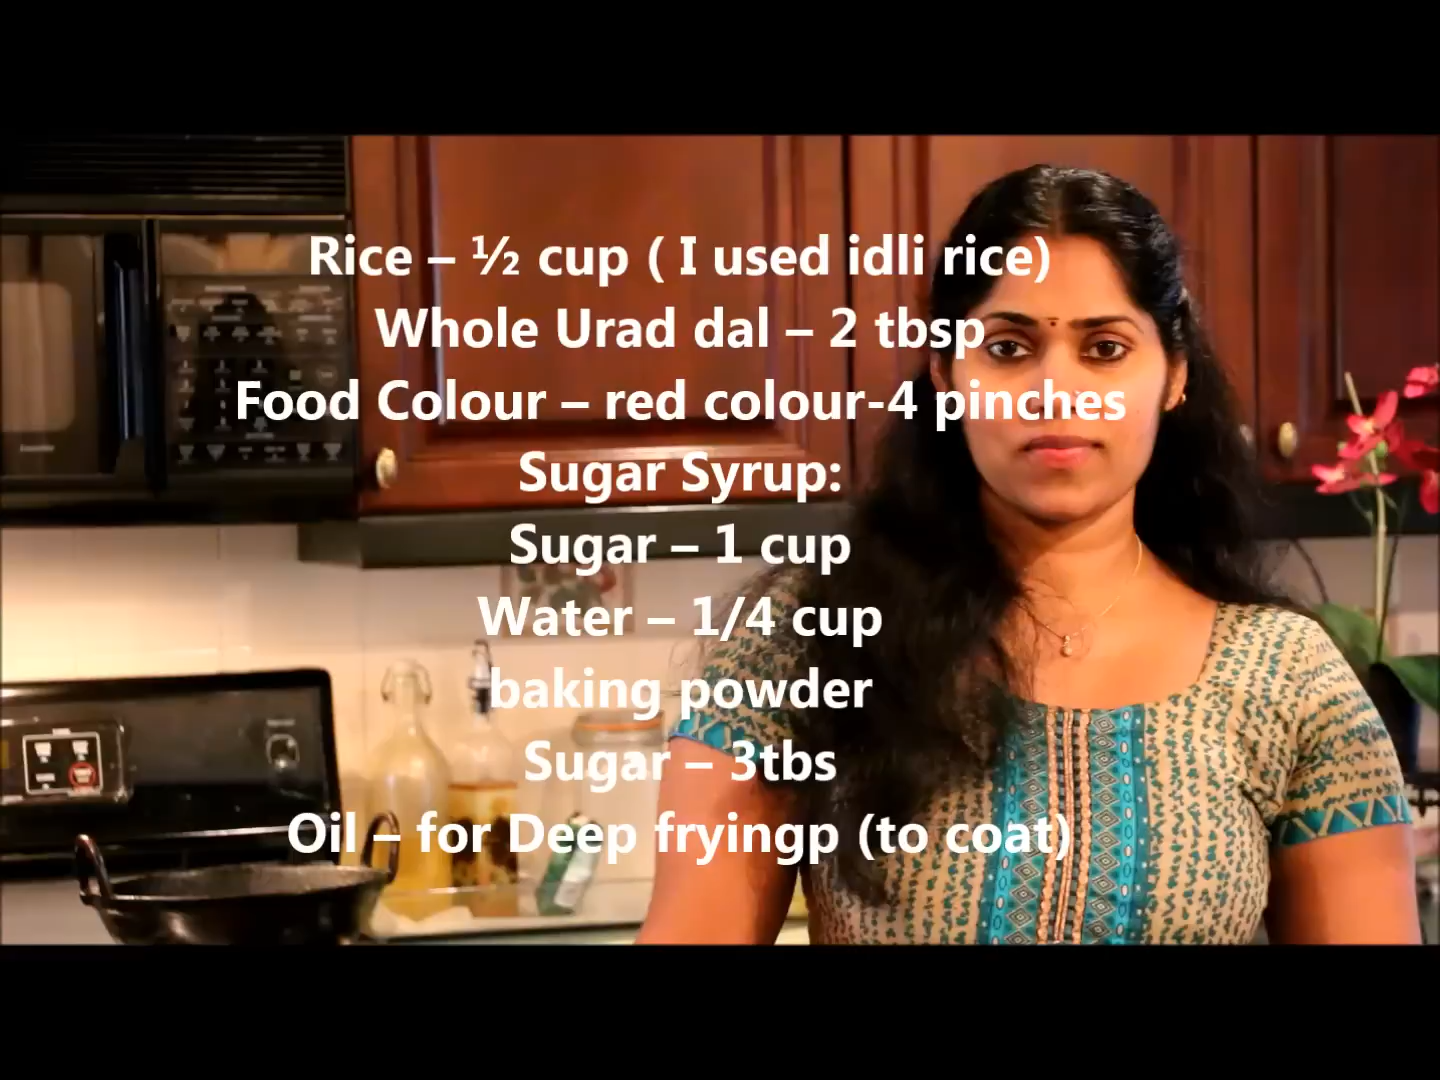 Rice – ½ cup ( I used idli rice)
Whole Urad dal – 2 tbsp
Food Colour – red colour-4 pinches
Sugar Syrup:
Sugar – 1 cup
Water – 1/4 cup
baking powder
Sugar – 3tbs
Oil – for Deep fryingp (to coat)